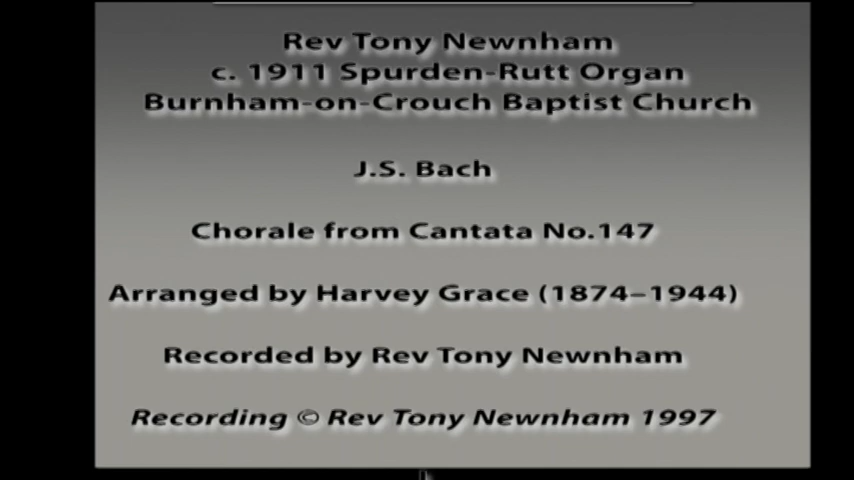 Rev Tony Newnham
c. 1911 Spurden-Rutt Organ
Burnham-on-Crouch Baptist Church
J.S. Bach
Chorale from Cantata No.147
Arranged by Harvey Grace (1874–1944)
Recorded by Rev Tony Newnham
Recording © Rev Tony Newnham 1997